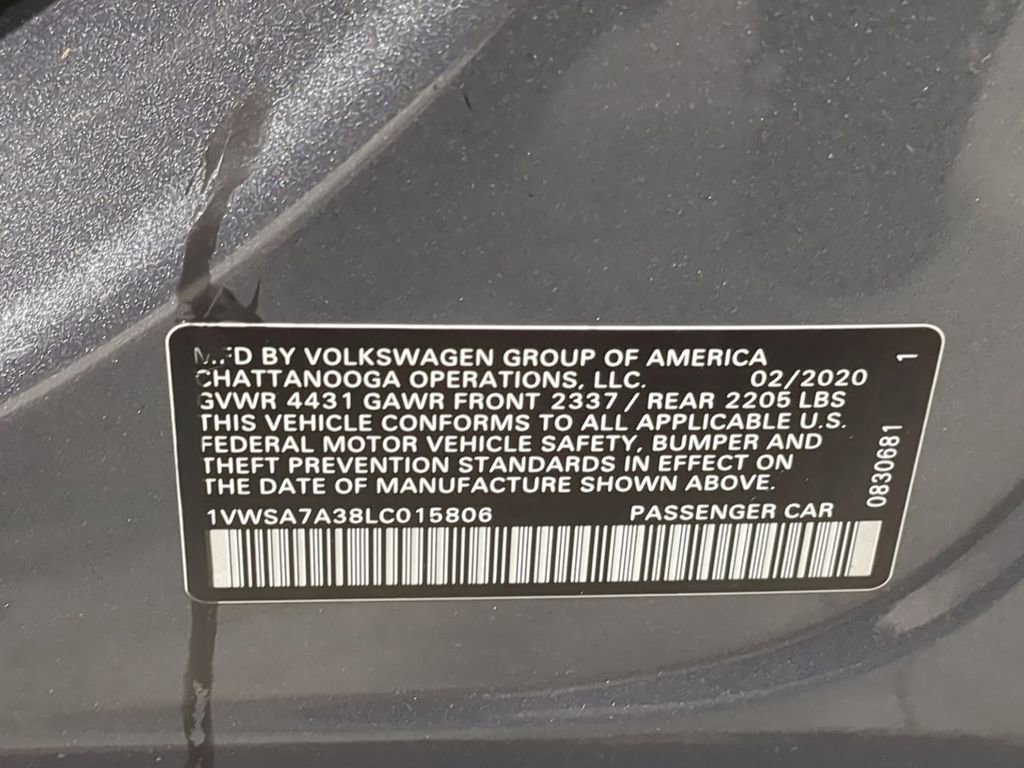 MFD BY VOLKSWAGEN GROUP OF AMERICA
CHATTANOOGA OPERATIONS, LLC. 02/2020
GVWR 4431 GAWR FRONT 2337 / REAR 2205 LBS
THIS VEHICLE CONFORMS TO ALL APPLICABLE U.S.
FEDERAL MOTOR VEHICLE SAFETY, BUMPER AND
THEFT PREVENTION STANDARDS IN EFFECT ON
THE DATE OF MANUFACTURE SHOWN ABOVE.
1VWSA7A38LC015806 PASSENGER CAR
0830681 1